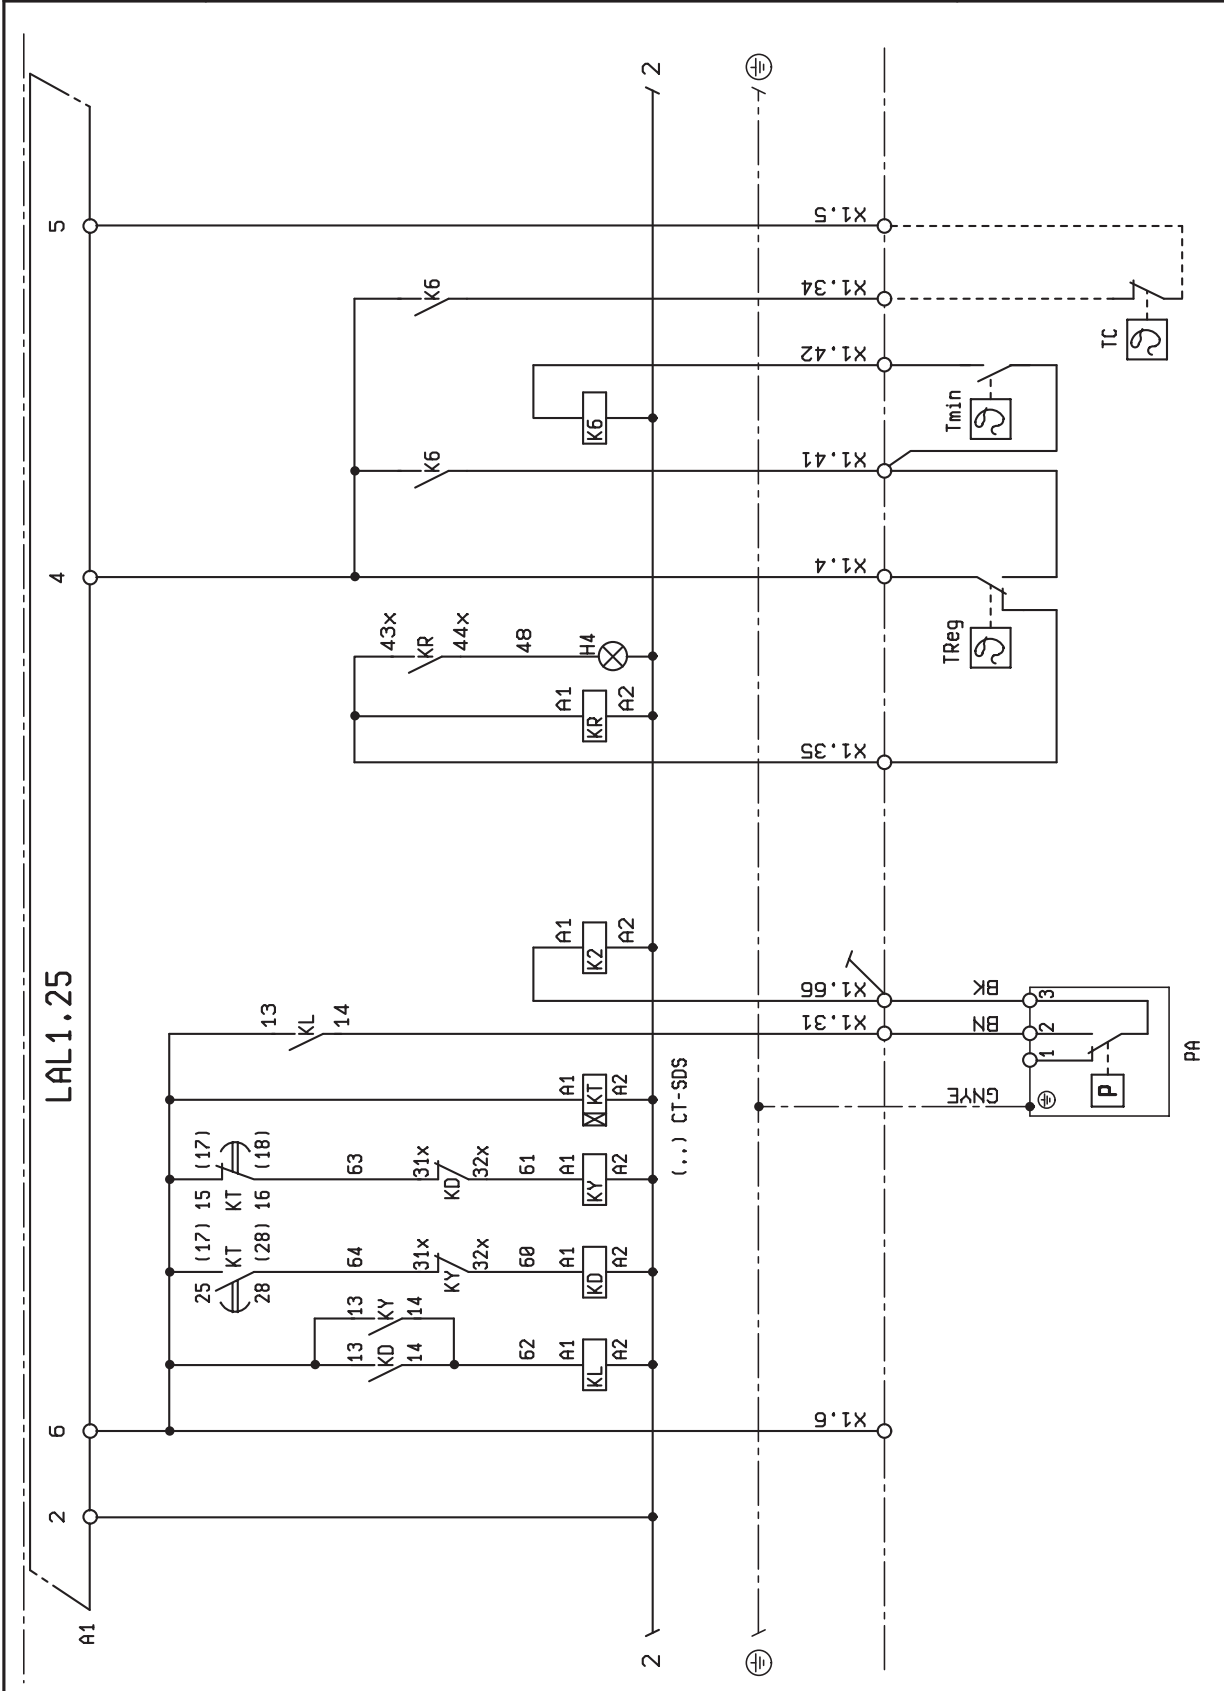 LAL1.25
A1
2
6
4
5
62
A1
KL
A2
13
KD
14
13
KY
14
25
(17)
KT
28
(28)
64
31x
KY
32x
60
A1
KD
A2
15
(17)
KT
16
(18)
63
31x
KD
32x
61
A1
KY
A2
A1
KT
A2
13
KL
14
A1
K2
A2
A1
KR
A2
43x
KR
44x
48
H4
K6
K6
K6
2
2
(..) CT-SDS
X1.6
X1.31
X1.66
X1.35
X1.4
X1.41
X1.42
X1.34
X1.5
GNYE
BN
BK
1
2
3
P
PA
TReg
Tmin
TC